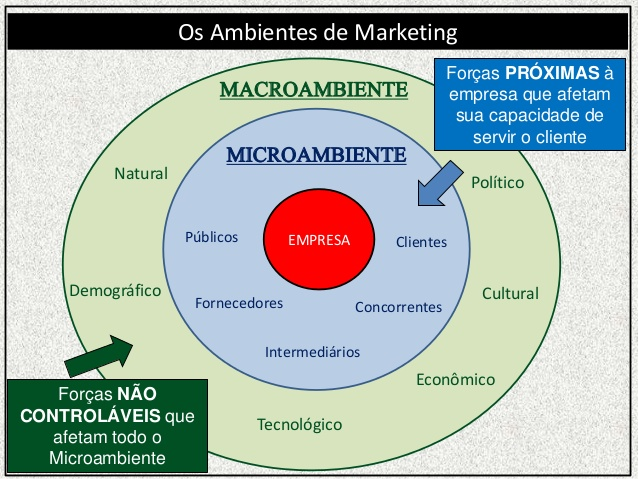 Os Ambientes de Marketing
MACROAMBIENTE
Forças PRÓXIMAS à
empresa que afetam
sua capacidade de
servir o cliente
MICROAMBIENTE
Natural
Político
Públicos
EMPRESA
Clientes
Demográfico
Cultural
Fornecedores
Concorrentes
Intermediários
Econômico
Forças NÃO
CONTROLÁVEIS que
afetam todo o
Microambiente
Tecnológico